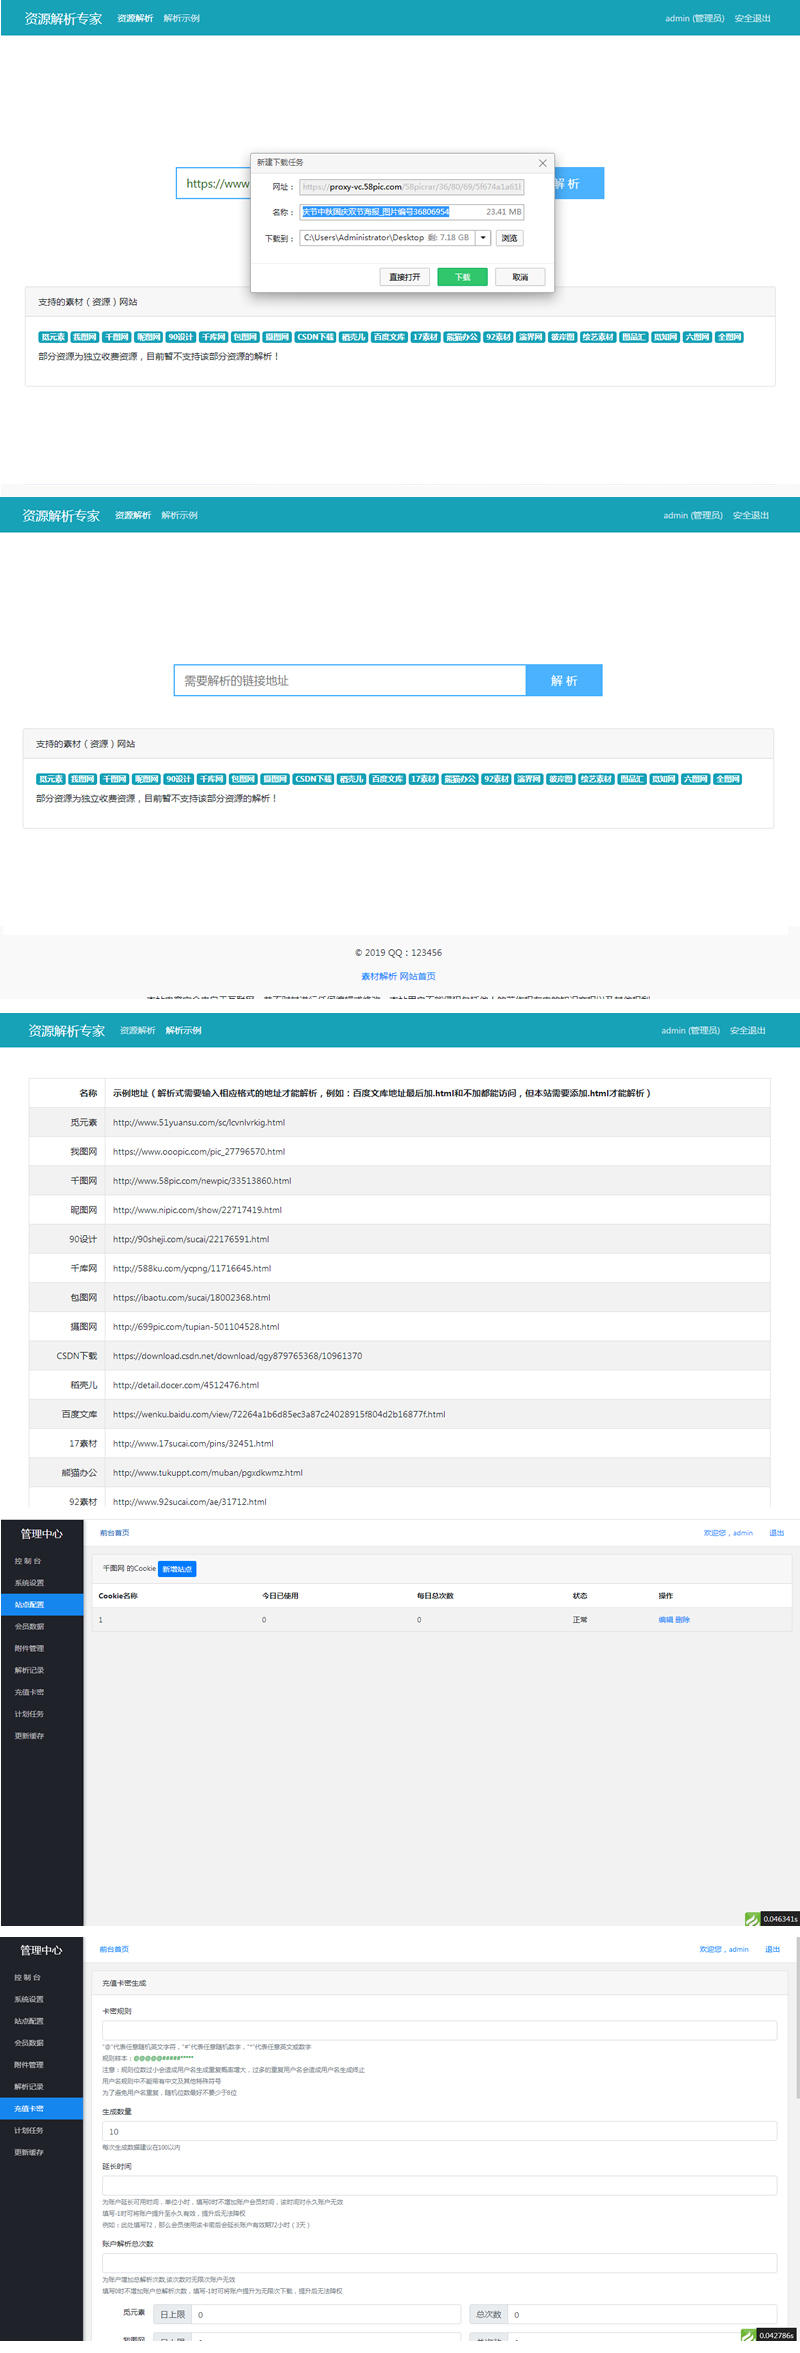 资源解析专家 资源解析 解析示例 admin (管理员) 安全退出
新建下载任务
https://www
网址： https://proxy-vc.58pic.com/58picrar/36/80/69/5f674a1a61
解 析
名称： 庆节中秋国庆双节海报_图片编号36806954 23.41 MB
下载到： C:\Users\Administrator\Desktop 剩: 7.18 GB 浏览
直接打开 下载 取消
支持的素材（资源）网站
觅元素 我图网 千图网 昵图网 90设计 千库网 包图网 摄图网 CSDN下载 稻壳儿 百度文库 17素材 熊猫办公 92素材 演界网 彼岸图 绘艺素材 图品汇 觅知网 六图网 全图网
部分资源为独立收费资源，目前暂不支持该部分资源的解析！
资源解析专家 资源解析 解析示例 admin (管理员) 安全退出
需要解析的链接地址 解 析
支持的素材（资源）网站
觅元素 我图网 千图网 昵图网 90设计 千库网 包图网 摄图网 CSDN下载 稻壳儿 百度文库 17素材 熊猫办公 92素材 演界网 彼岸图 绘艺素材 图品汇 觅知网 六图网 全图网
部分资源为独立收费资源，目前暂不支持该部分资源的解析！
© 2019 QQ：123456
素材解析 网站首页
资源解析专家 资源解析 解析示例 admin (管理员) 安全退出
名称 示例地址（解析式需要输入相应格式的地址才能解析，例如：百度文库地址最后加.html和不加都能访问，但本站需要添加.html才能解析）
觅元素 http://www.51yuansu.com/sc/lcvnlvrkig.html
我图网 https://www.ooopic.com/pic_27796570.html
千图网 http://www.58pic.com/newpic/33513860.html
昵图网 http://www.nipic.com/show/22717419.html
90设计 http://90sheji.com/sucai/22176591.html
千库网 http://588ku.com/ycpng/11716645.html
包图网 https://ibaotu.com/sucai/18002368.html
摄图网 http://699pic.com/tupian-501104528.html
CSDN下载 https://download.csdn.net/download/qgy879765368/10961370
稻壳儿 http://detail.docer.com/4512476.html
百度文库 https://wenku.baidu.com/view/72264a1b6d85ec3a87c24028915f804d2b16877f.html
17素材 http://www.17sucai.com/pins/32451.html
熊猫办公 http://www.tukuppt.com/muban/pgxdkwmz.html
92素材 http://www.92sucai.com/ae/31712.html
管理中心 前台首页 欢迎您，admin 退出
控 制 台
系统设置
站点配置
会员数据
附件管理
解析记录
充值卡密
计划任务
更新缓存
千图网 的Cookie 新增站点
Cookie名称 今日已使用 每日总次数 状态 操作
1 0 0 正常 编辑 删除
0.046341s
管理中心 前台首页 欢迎您，admin 退出
控 制 台
系统设置
站点配置
会员数据
附件管理
解析记录
充值卡密
计划任务
更新缓存
充值卡密生成
卡密规则
"@"代表任意随机英文字符，"#"代表任意随机数字，"*"代表任意英文或数字
规则样本：@@@@@#####*****
注意：规则位数过小会造成用户名生成重复概率增大，过多的重复用户名会造成用户名生成终止
用户名规则中不能带有中文及其他特殊符号
为了避免用户名重复，随机位数最好不要少于8位
生成数量
10
每次生成数据建议在100以内
延长时间
为账户延长可用时间，单位小时，填写0时不增加账户会员时间，该时间对永久账户无效
填写-1时可将账户提升至永久有效，提升后无法降权
例如：此处填写72，那么会员使用该卡密后会延长账户有效期72小时（3天）
账户解析总次数
为账户增加总解析次数,该次数对无限次账户无效
填写0时不增加账户总解析次数，填写-1时可将账户提升为无限次下载，提升后无法降权
觅元素 日上限 0 总次数 0
0.042786s